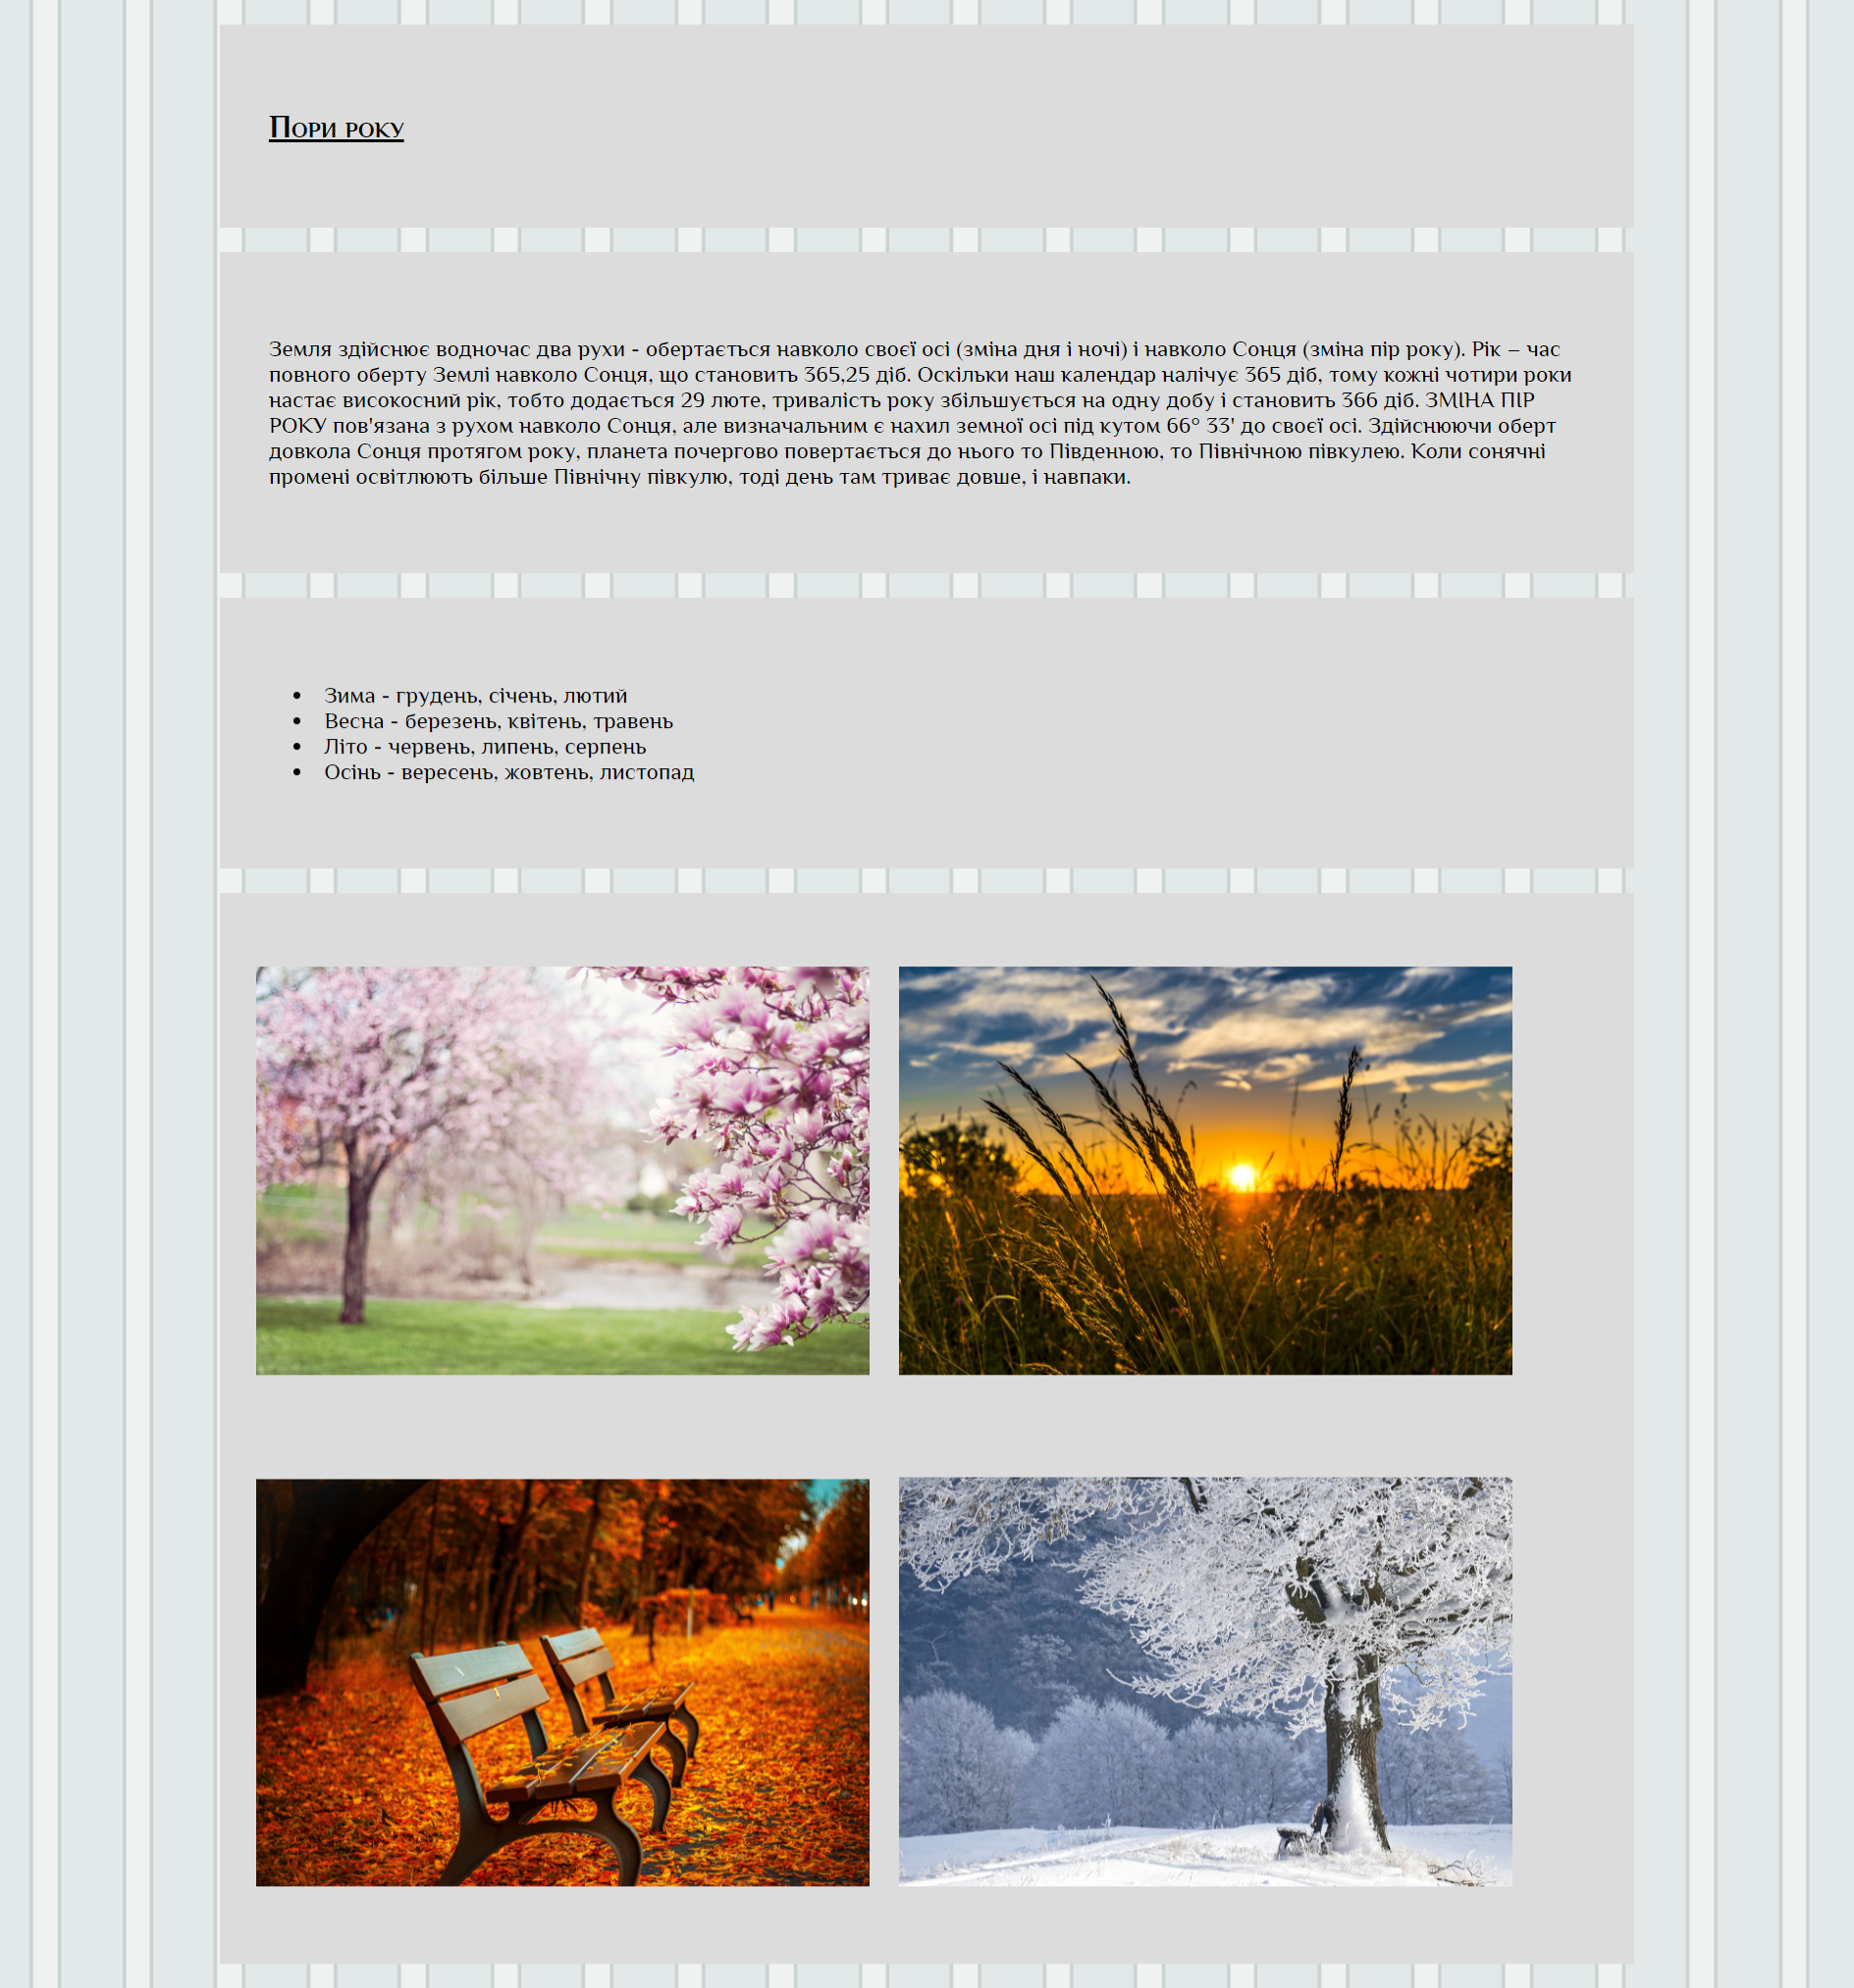 Пори року
Земля здійснює водночас два рухи - обертається навколо своєї осі (зміна дня і ночі) і навколо Сонця (зміна пір року). Рік – час
повного оберту Землі навколо Сонця, що становить 365,25 діб. Оскільки наш календар налічує 365 діб, тому кожні чотири роки
настає високосний рік, тобто додається 29 люте, тривалість року збільшується на одну добу і становить 366 діб. ЗМІНА ПІР
РОКУ пов'язана з рухом навколо Сонця, але визначальним є нахил земної осі під кутом 66° 33' до своєї осі. Здійснюючи оберт
довкола Сонця протягом року, планета почергово повертається до нього то Південною, то Північною півкулею. Коли сонячні
промені освітлюють більше Північну півкулю, тоді день там триває довше, і навпаки.
• Зима - грудень, січень, лютий
• Весна - березень, квітень, травень
• Літо - червень, липень, серпень
• Осінь - вересень, жовтень, листопад